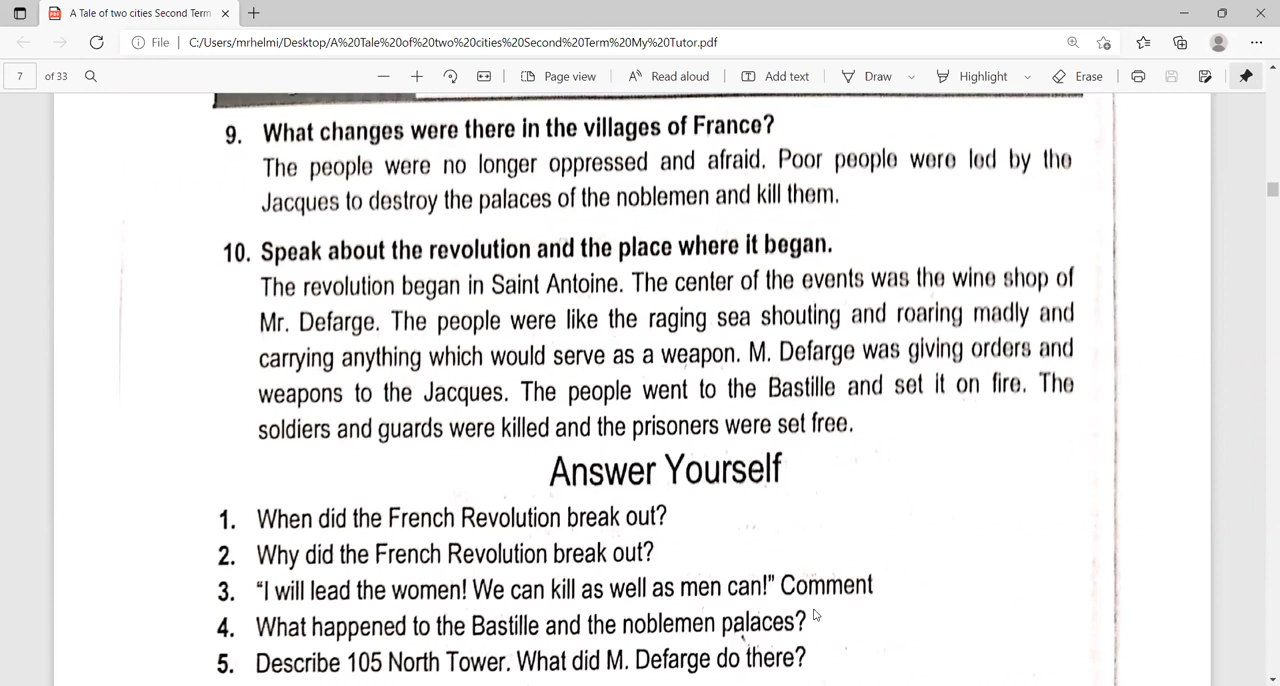 A Tale of two cities Second Term
File C:/Users/mrhelmi/Desktop/A%20Tale%20of%20two%20cities%20Second%20Term%20My%20Tutor.pdf
7 of 33 Page view Read aloud Add text Draw Highlight Erase
9. What changes were there in the villages of France?
The people were no longer oppressed and afraid. Poor people were led by the
Jacques to destroy the palaces of the noblemen and kill them.
10. Speak about the revolution and the place where it began.
The revolution began in Saint Antoine. The center of the events was the wine shop of
Mr. Defarge. The people were like the raging sea shouting and roaring madly and
carrying anything which would serve as a weapon. M. Defarge was giving orders and
weapons to the Jacques. The people went to the Bastille and set it on fire. The
soldiers and guards were killed and the prisoners were set free.
Answer Yourself
1. When did the French Revolution break out?
2. Why did the French Revolution break out?
3. “I will lead the women! We can kill as well as men can!” Comment
4. What happened to the Bastille and the noblemen palaces?
5. Describe 105 North Tower. What did M. Defarge do there?